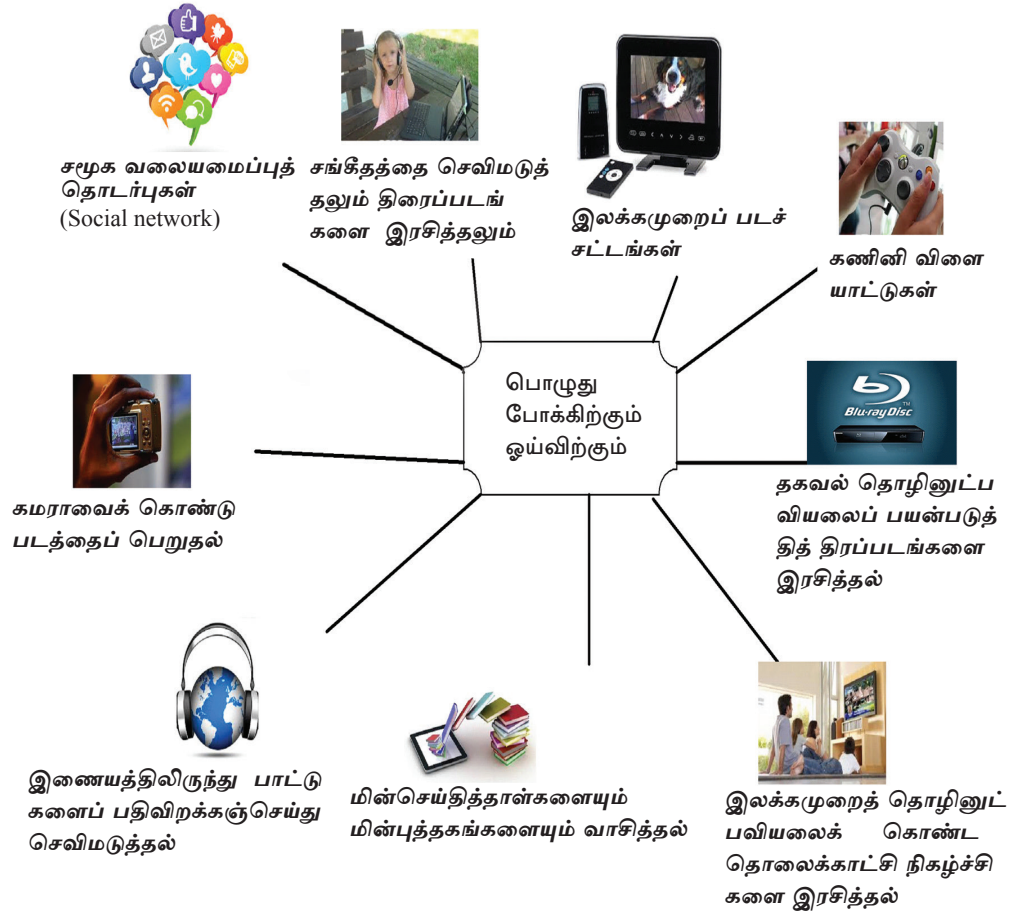 சமூக வலையமைப்புத்
தொடர்புகள்
(Social network)
சங்கீதத்தை செவிமடுத்
தலும் திரைப்படங்
களை இரசித்தலும்
இலக்கமுறைப் படச்
சட்டங்கள்
கணினி விளை
யாட்டுகள்
பொழுது
போக்கிற்கும்
ஓய்விற்கும்
கமராவைக் கொண்டு
படத்தைப் பெறுதல்
Blu-ray Disc
TM
தகவல் தொழினுட்ப
வியலைப் பயன்படுத்
தித் திரப்படங்களை
இரசித்தல்
இணையத்திலிருந்து பாட்டு
களைப் பதிவிறக்கஞ்செய்து
செவிமடுத்தல்
மின்செய்தித்தாள்களையும்
மின்புத்தகங்களையும் வாசித்தல்
இலக்கமுறைத் தொழினுட்
பவியலைக் கொண்ட
தொலைக்காட்சி நிகழ்ச்சி
களை இரசித்தல்